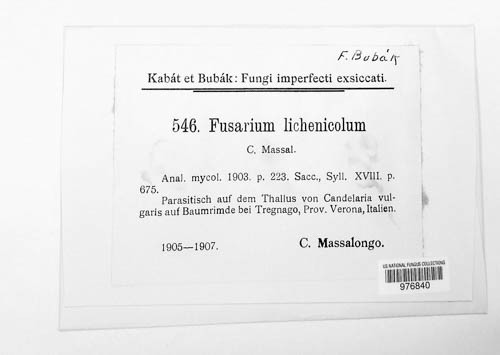 F. Bubák
Kabát et Bubák: Fungi imperfecti exsiccati.
546. Fusarium lichenicolum
C. Massal.
Anal. mycol. 1903. p. 223. Sacc., Syll. XVIII. p.
675.
Parasitisch auf dem Thallus von Candelaria vul-
garis auf Baumrimde bei Tregnago, Prov. Verona, Italien.
1905—1907.
C. Massalongo.
US NATIONAL FUNGUS COLLECTIONS
976840